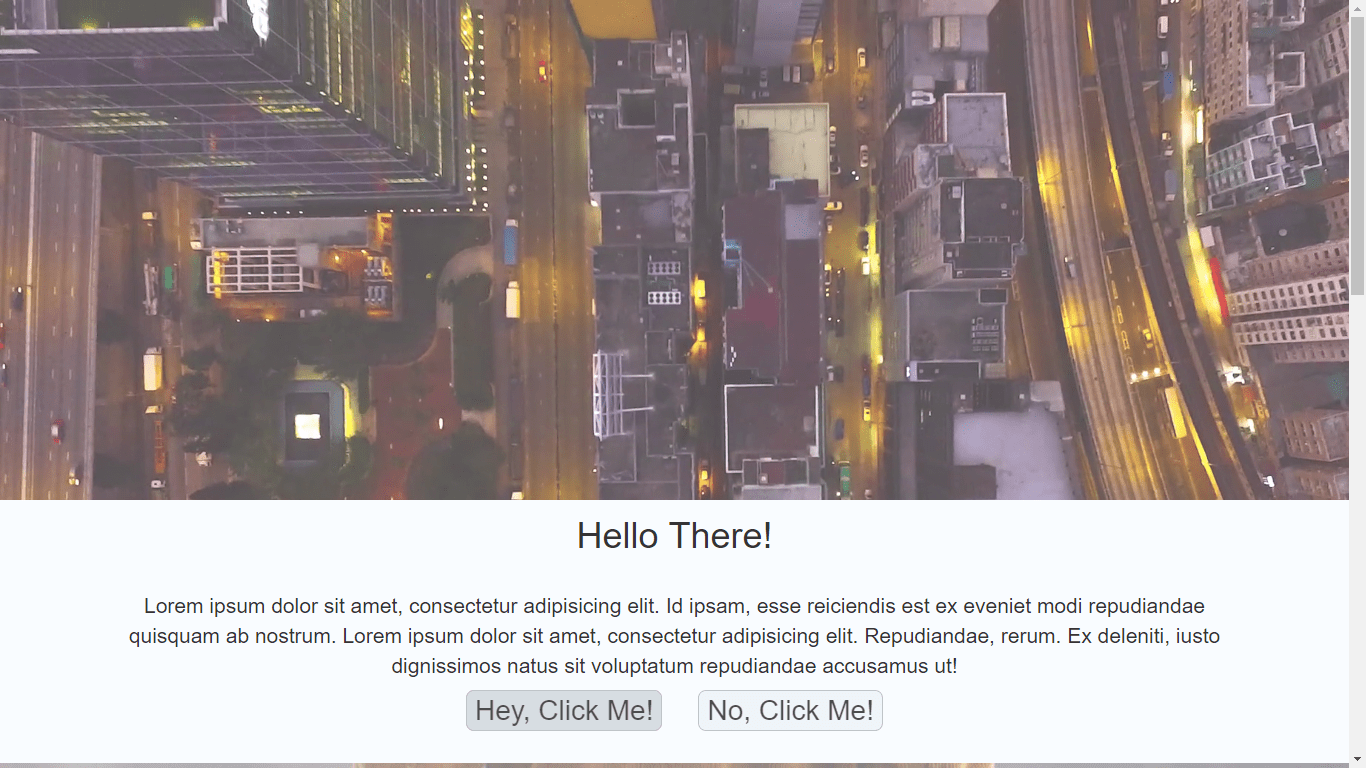 Hello There!
Lorem ipsum dolor sit amet, consectetur adipisicing elit. Id ipsam, esse reiciendis est ex eveniet modi repudiandae
quisquam ab nostrum. Lorem ipsum dolor sit amet, consectetur adipisicing elit. Repudiandae, rerum. Ex deleniti, iusto
dignissimos natus sit voluptatum repudiandae accusamus ut!
Hey, Click Me! No, Click Me!